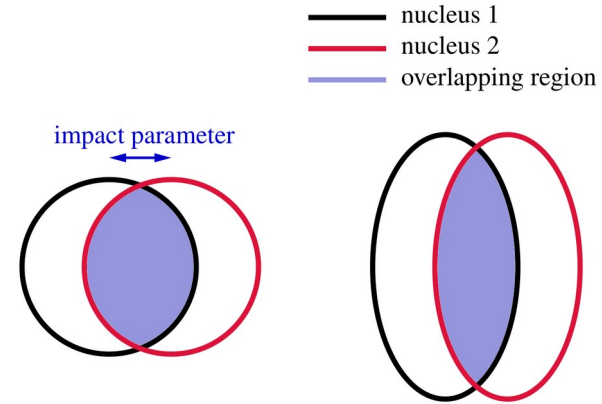 nucleus 1
nucleus 2
overlapping region
impact parameter